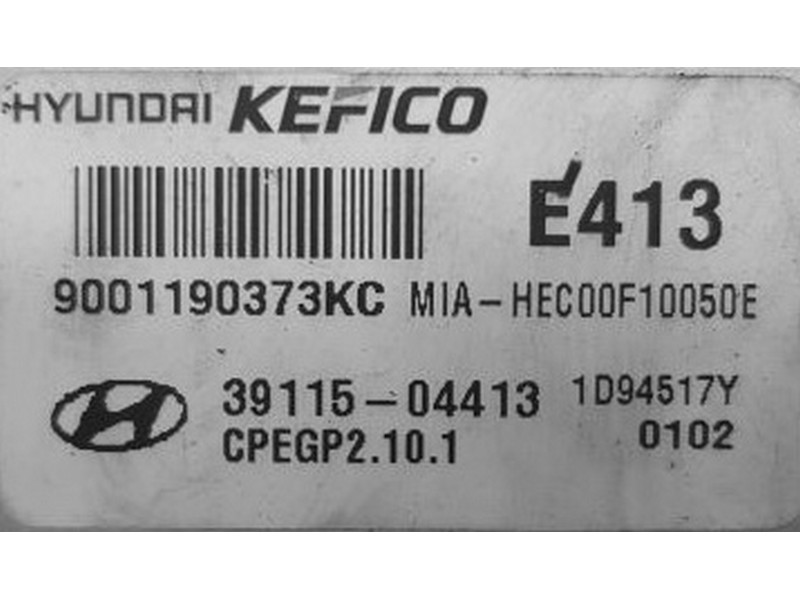 HYUNDAI KEFICO
E413
9001190373KC MIA-HEC00F10050E
39115-04413 1D94517Y
CPEGP2.10.1 0102